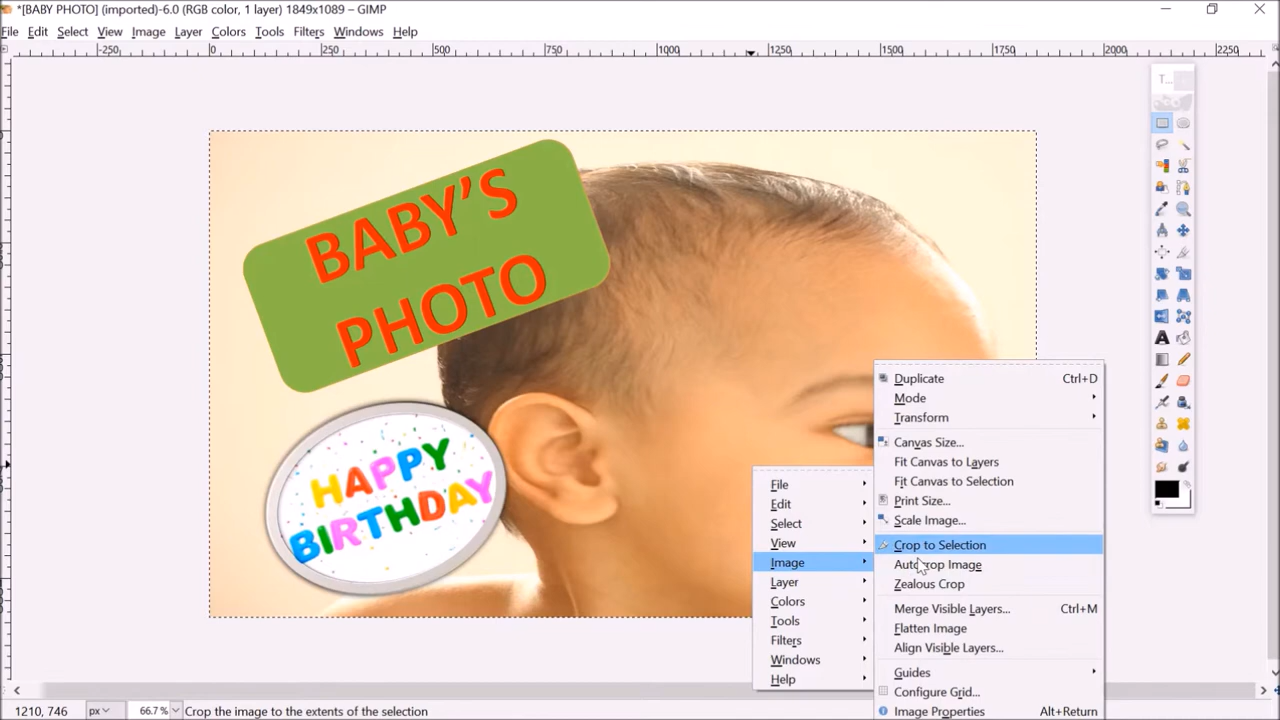 *[BABY PHOTO] (imported)-6.0 (RGB color, 1 layer) 1849x1089 – GIMP
File Edit Select View Image Layer Colors Tools Filters Windows Help
-250 0 250 500 750 1000 1250 1500 1750 2000 2250
T...
BABY'S
PHOTO
HAPPY
BIRTHDAY
File
Edit
Select
View
Image
Layer
Colors
Tools
Filters
Windows
Help
Duplicate Ctrl+D
Mode
Transform
Canvas Size...
Fit Canvas to Layers
Fit Canvas to Selection
Print Size...
Scale Image...
Crop to Selection
Autocrop Image
Zealous Crop
Merge Visible Layers... Ctrl+M
Flatten Image
Align Visible Layers...
Guides
Configure Grid...
Image Properties Alt+Return
1210, 746 px 66.7 % Crop the image to the extents of the selection